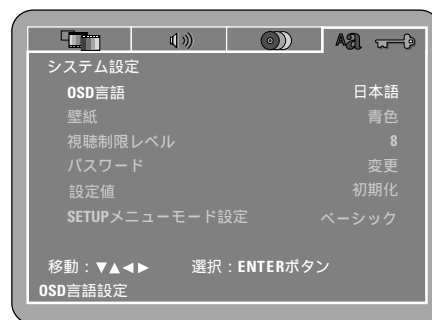 Aa
システム設定
OSD言語 日本語
壁紙 青色
視聴制限レベル 8
パスワード 変更
設定値 初期化
SETUPメニューモード設定 ベーシック
移動：▼▲◀▶ 選択：ENTERボタン
OSD言語設定